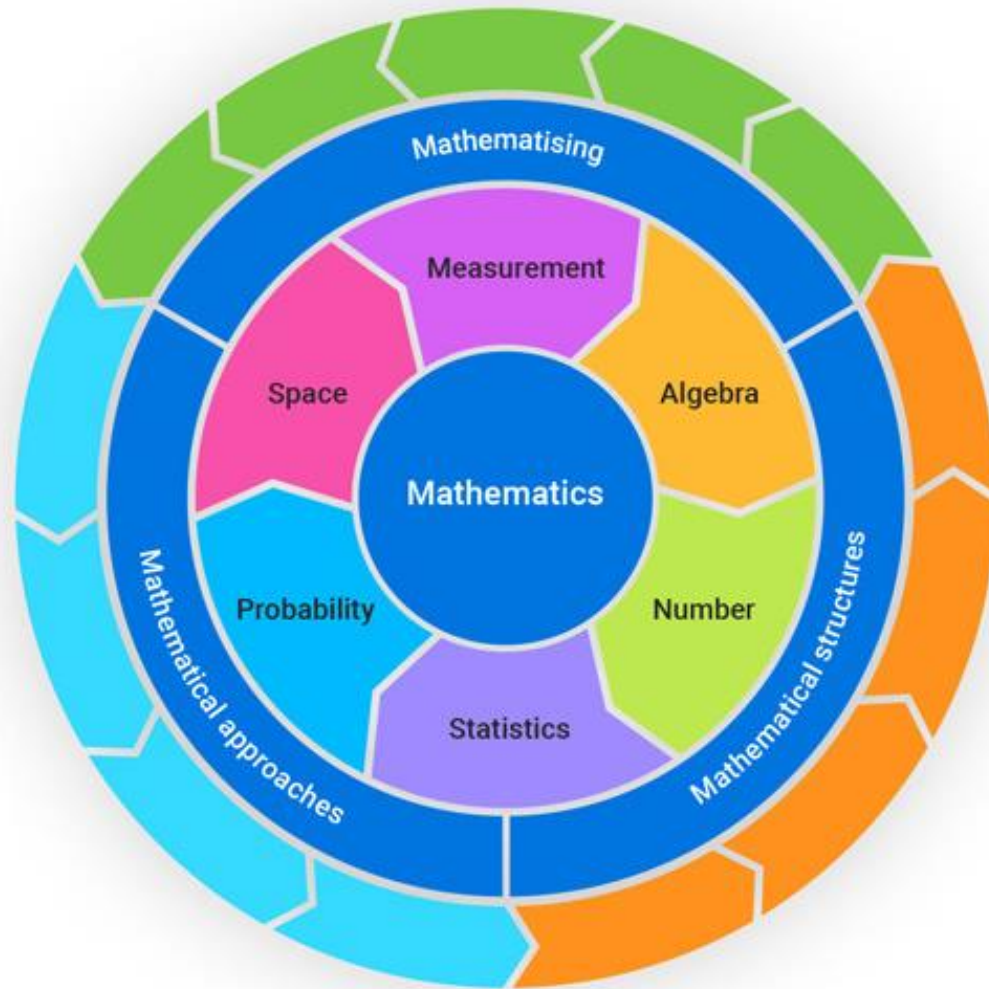 Mathematising
Measurement
Space
Algebra
Mathematics
Probability
Number
Statistics
Mathematical approaches
Mathematical structures